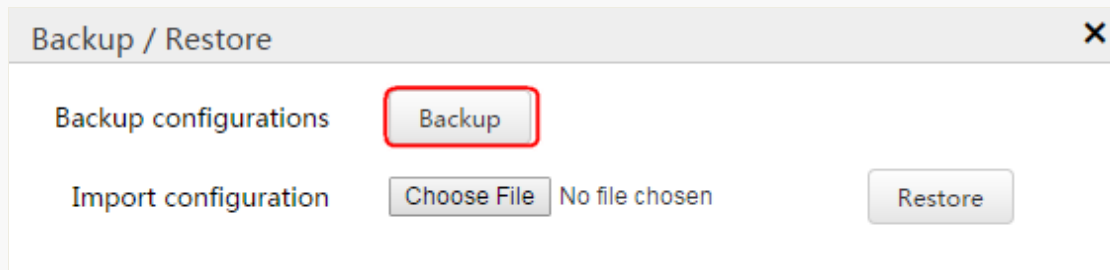 Backup / Restore
Backup configurations Backup
Import configuration Choose File No file chosen Restore